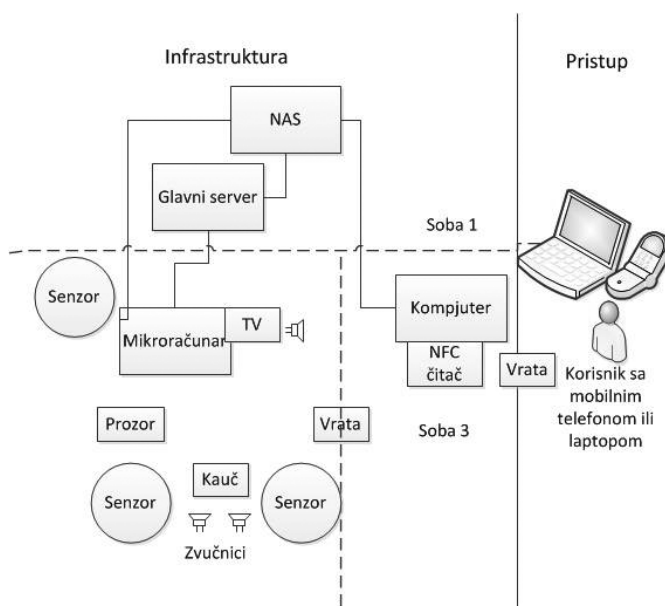 Infrastruktura
Pristup
NAS
Glavni server
Soba 1
Senzor
Mikroračunar
TV
Kompjuter
NFC
čitač
Vrata
Korisnik sa
mobilnim
telefonom ili
laptopom
Prozor
Vrata
Soba 3
Senzor
Kauč
Senzor
Zvučnici